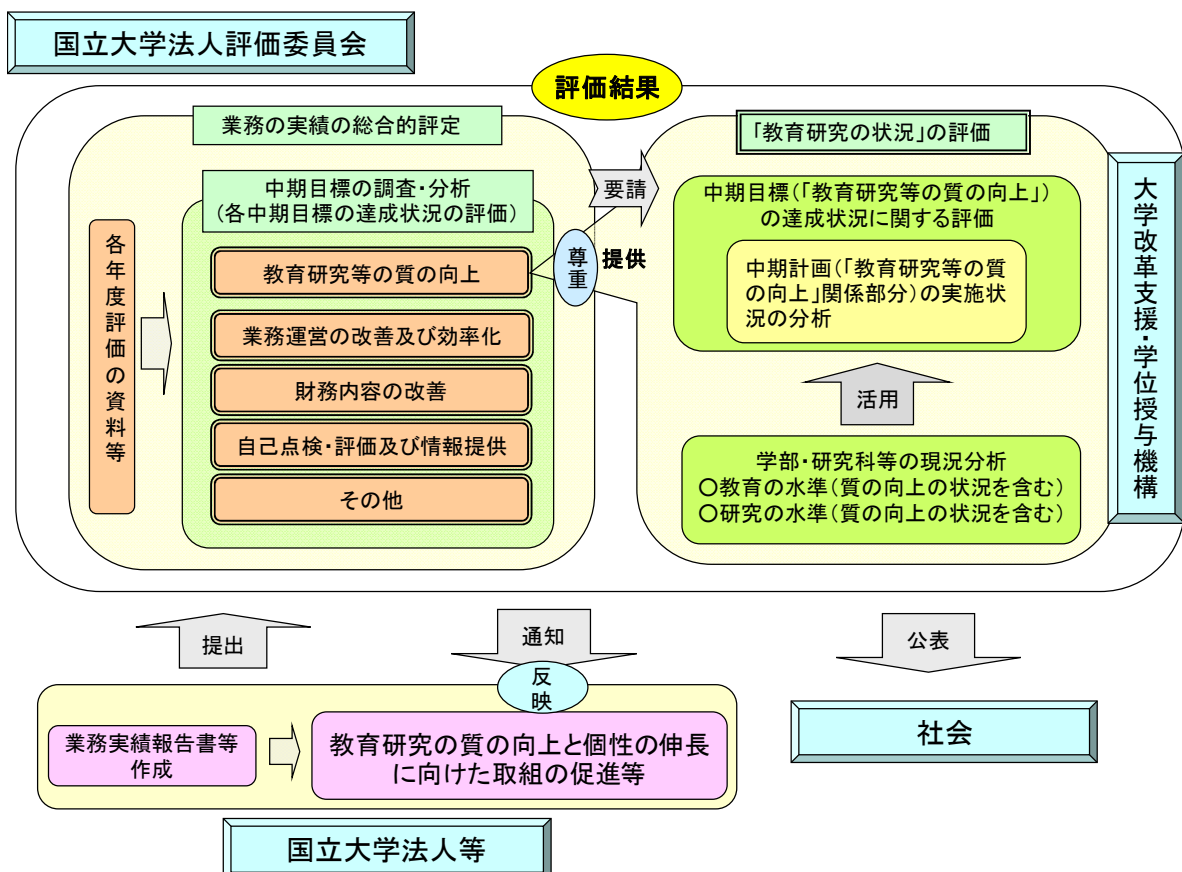 国立大学法人評価委員会
評価結果
業務の実績の総合的評定
中期目標の調査・分析
(各中期目標の達成状況の評価)
各年度評価の資料等
教育研究等の質の向上
業務運営の改善及び効率化
財務内容の改善
自己点検・評価及び情報提供
その他
要請
尊重
提供
「教育研究の状況」の評価
中期目標(「教育研究等の質の向上」)
の達成状況に関する評価
中期計画(「教育研究等の質
の向上」関係部分)の実施状
況の分析
活用
学部・研究科等の現況分析
○教育の水準(質の向上の状況を含む)
○研究の水準(質の向上の状況を含む)
大学改革支援・学位授与機構
提出
通知
公表
反映
業務実績報告書等
作成
教育研究の質の向上と個性の伸長
に向けた取組の促進等
社会
国立大学法人等